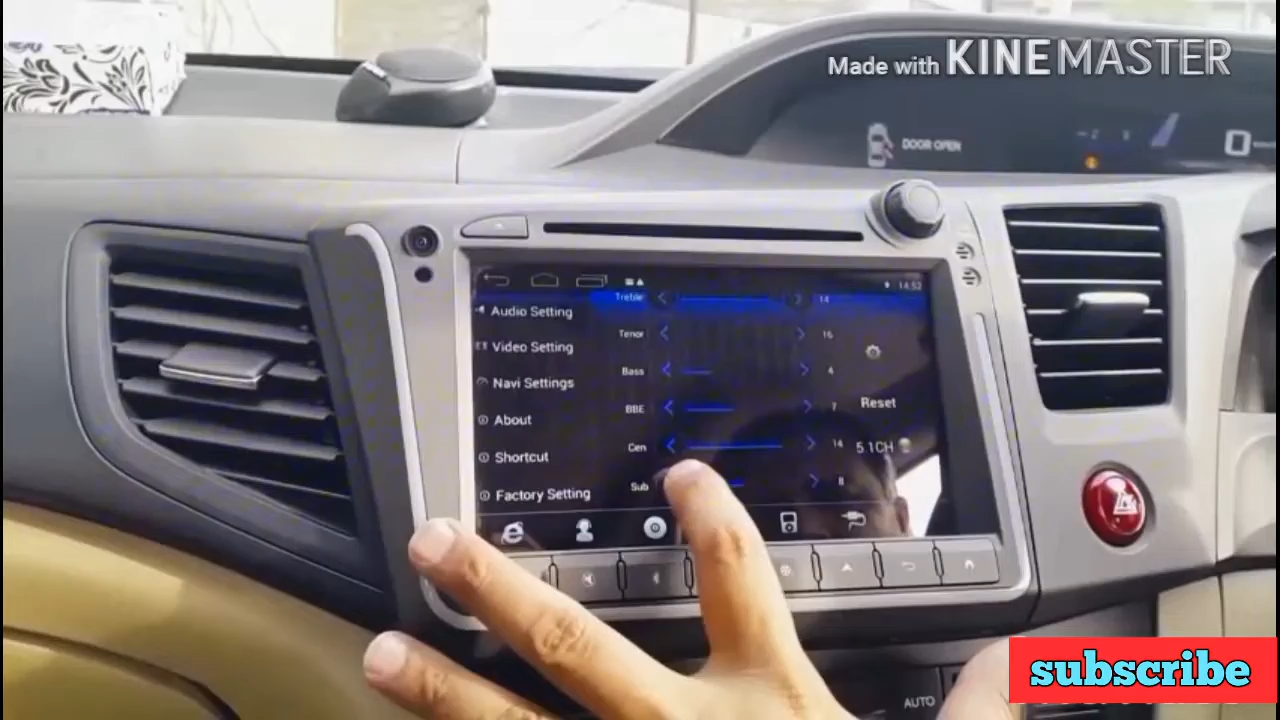 Made with KINEMASTER
DOOR OPEN
14:52
Treble 14
Audio Setting
Tenor 16
Video Setting
Bass 4
Navi Settings
BBE 7
Reset
About
Cen 14
5.1CH
Shortcut
Sub 8
Factory Setting
AUTO
subscribe